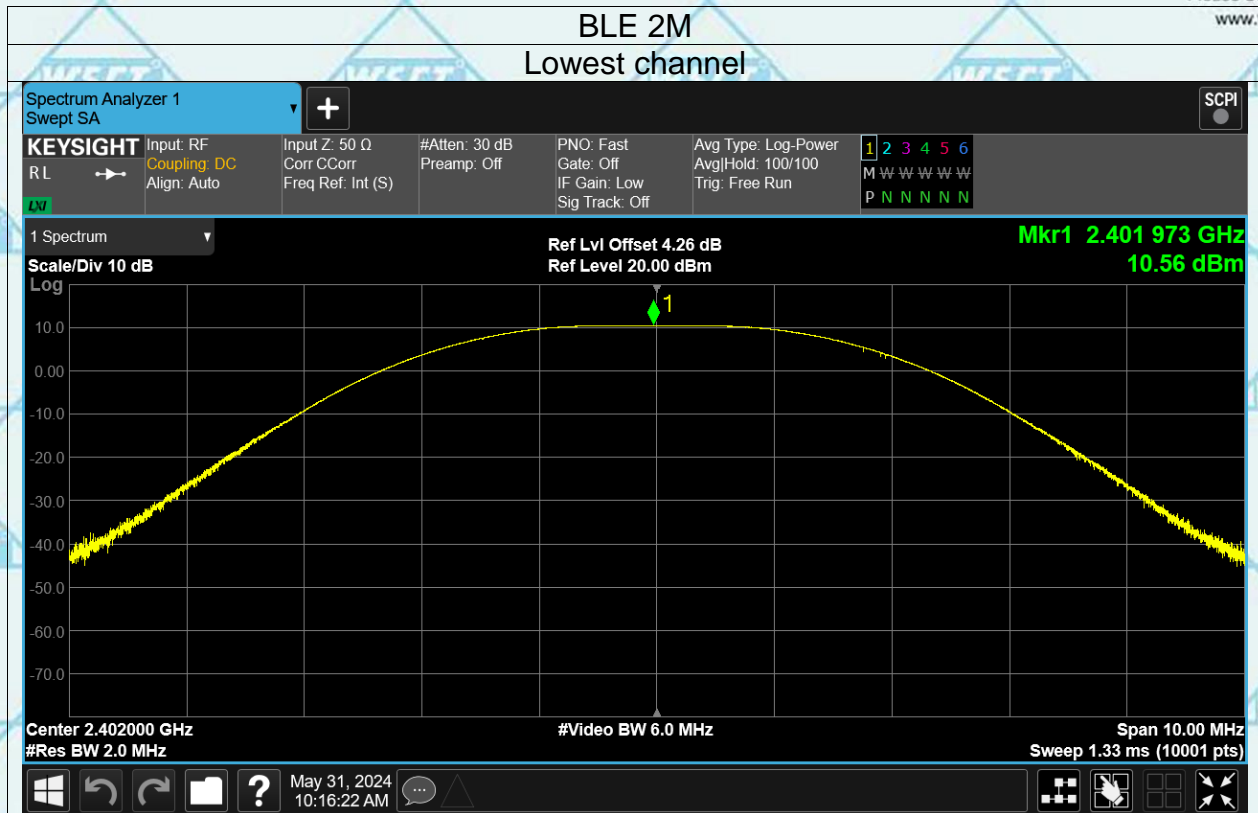 www.
BLE 2M
Lowest channel
Spectrum Analyzer 1
Swept SA
+
SCPI
KEYSIGHT
RL
LXI
Input: RF
Coupling: DC
Align: Auto
Input Z: 50 Ω
Corr CCorr
Freq Ref: Int (S)
#Atten: 30 dB
Preamp: Off
PNO: Fast
Gate: Off
IF Gain: Low
Sig Track: Off
Avg Type: Log-Power
Avg|Hold: 100/100
Trig: Free Run
1 2 3 4 5 6
M W W W W W
P N N N N N
1 Spectrum
Scale/Div 10 dB
Log
Ref Lvl Offset 4.26 dB
Ref Level 20.00 dBm
Mkr1 2.401 973 GHz
10.56 dBm
1
10.0
0.00
-10.0
-20.0
-30.0
-40.0
-50.0
-60.0
-70.0
Center 2.402000 GHz
#Res BW 2.0 MHz
#Video BW 6.0 MHz
Span 10.00 MHz
Sweep 1.33 ms (10001 pts)
?
May 31, 2024
10:16:22 AM